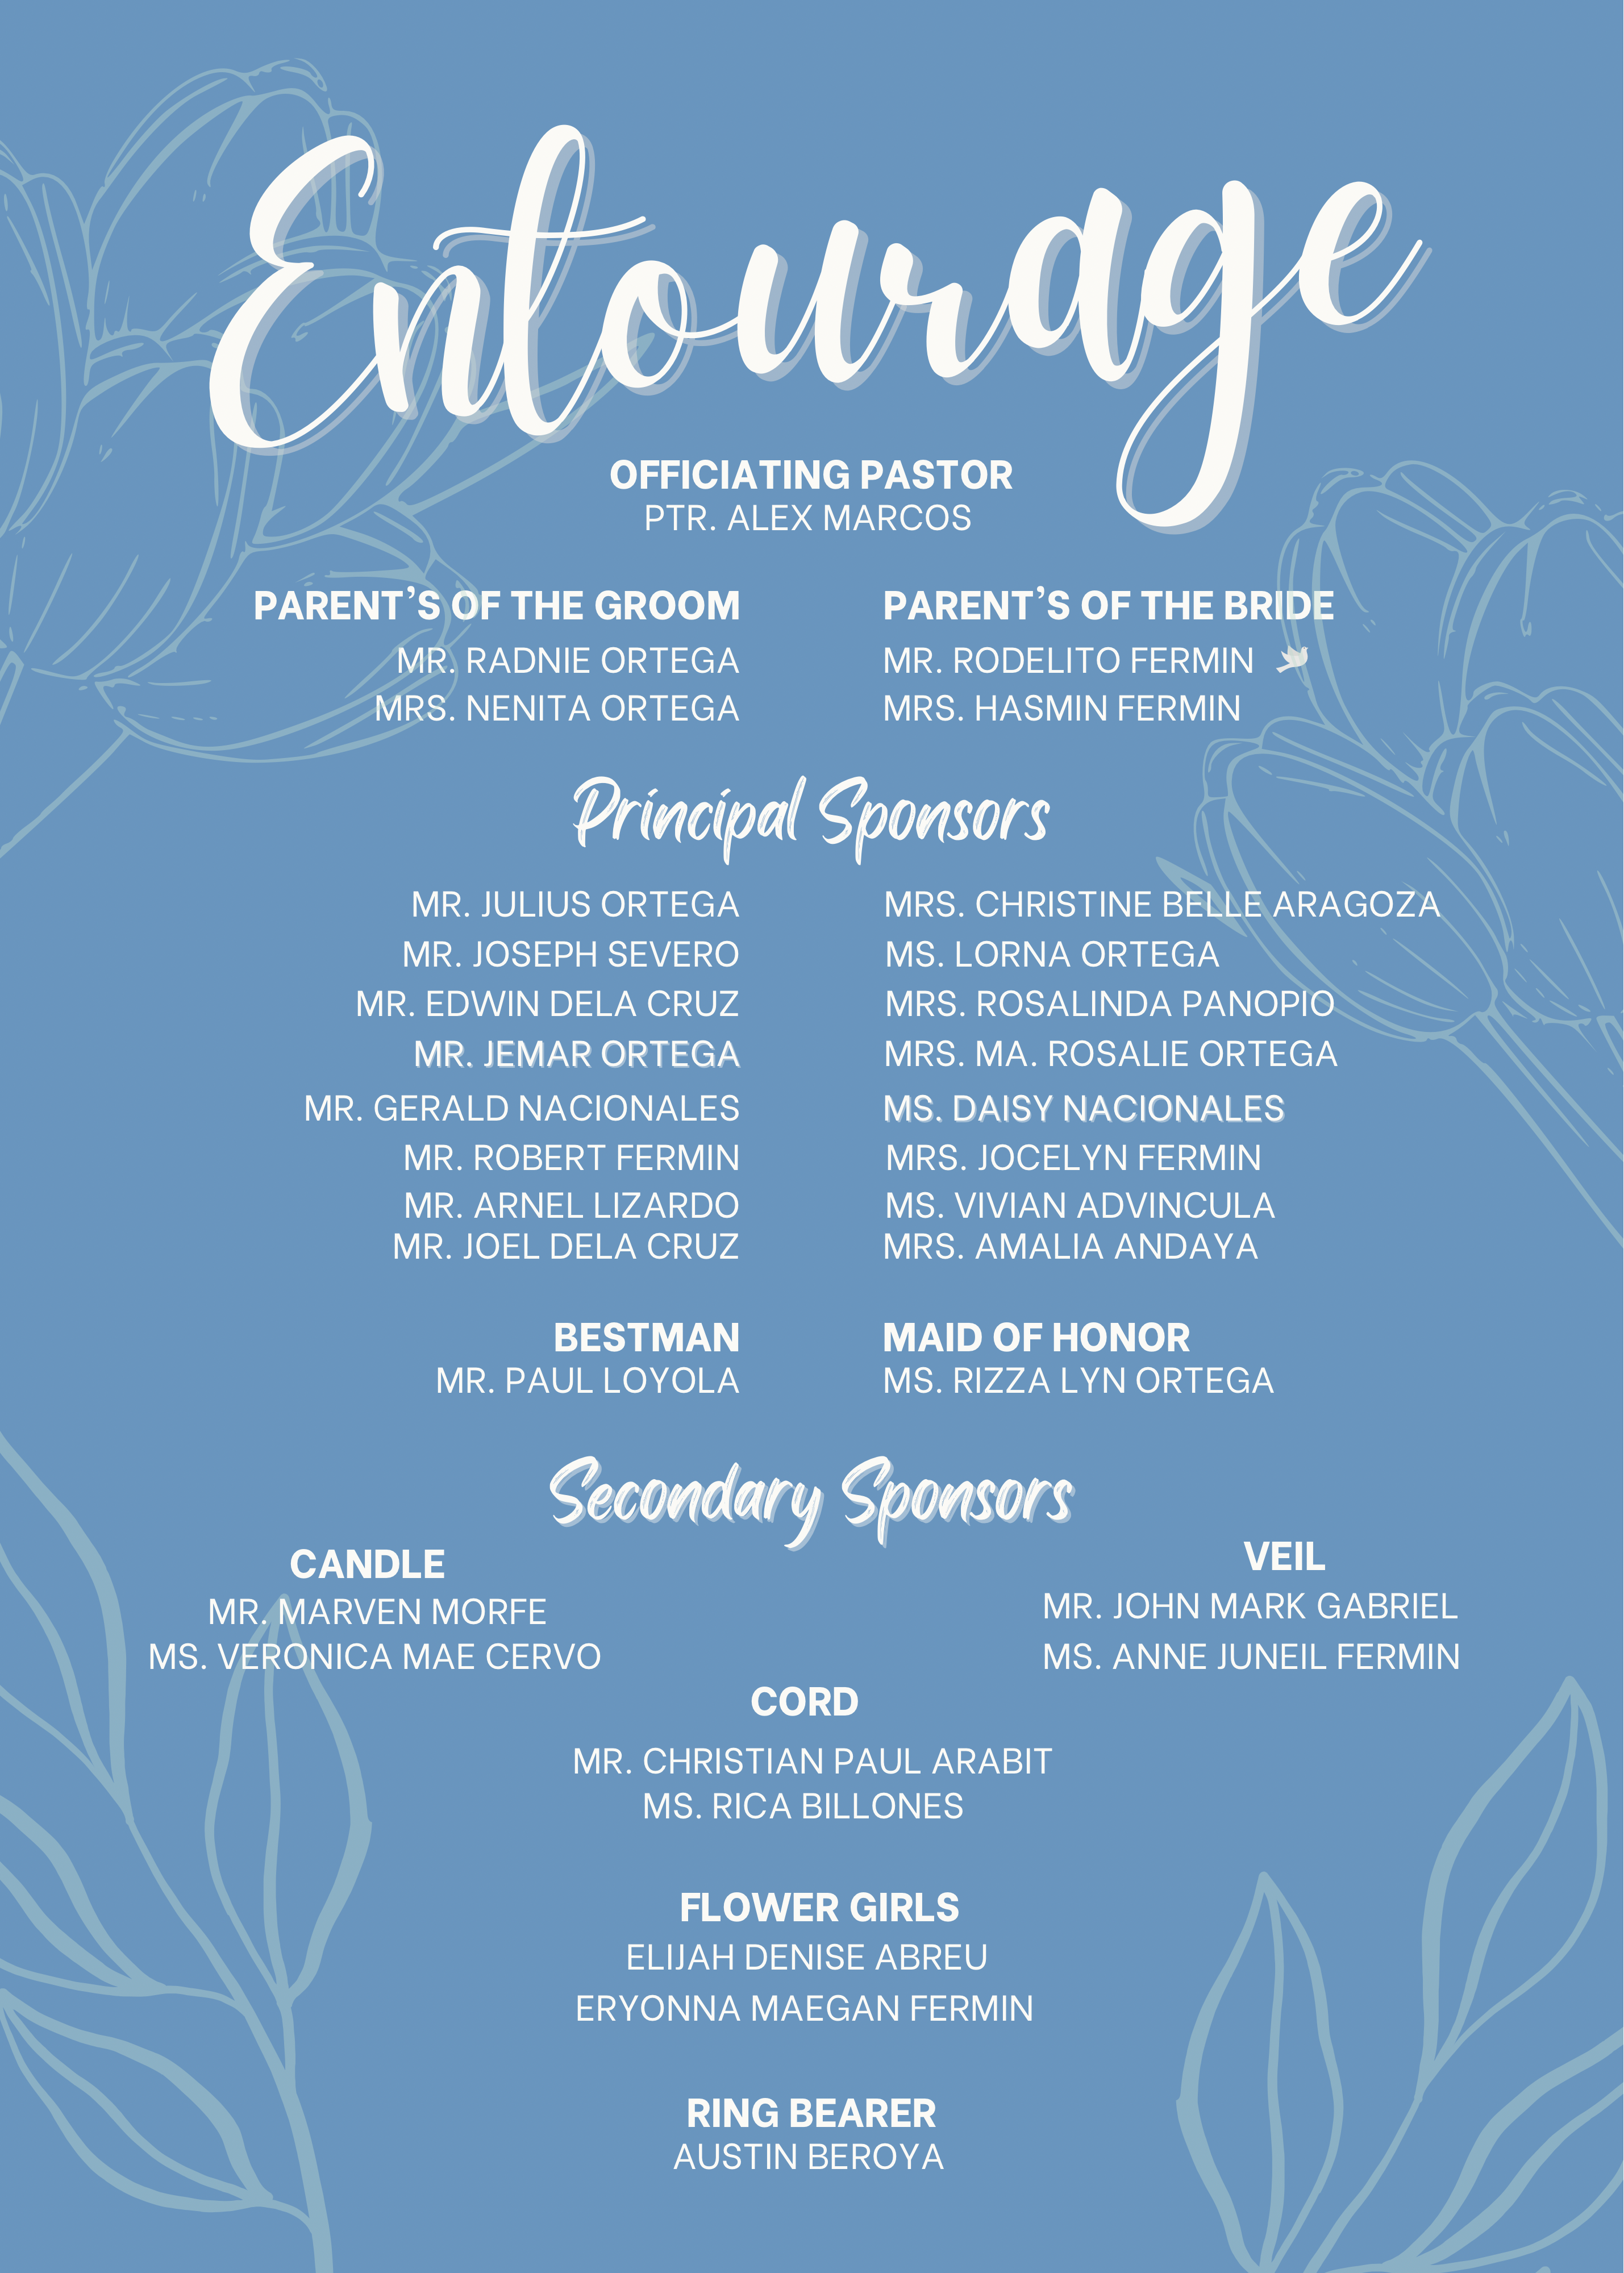 Entourage
OFFICIATING PASTOR
PTR. ALEX MARCOS
PARENT’S OF THE GROOM
MR. RADNIE ORTEGA
MRS. NENITA ORTEGA
PARENT’S OF THE BRIDE
MR. RODELITO FERMIN
MRS. HASMIN FERMIN
Principal Sponsors
MR. JULIUS ORTEGA
MR. JOSEPH SEVERO
MR. EDWIN DELA CRUZ
MR. JEMAR ORTEGA
MR. GERALD NACIONALES
MR. ROBERT FERMIN
MR. ARNEL LIZARDO
MR. JOEL DELA CRUZ
MRS. CHRISTINE BELLE ARAGOZA
MS. LORNA ORTEGA
MRS. ROSALINDA PANOPIO
MRS. MA. ROSALIE ORTEGA
MS. DAISY NACIONALES
MRS. JOCELYN FERMIN
MS. VIVIAN ADVINCULA
MRS. AMALIA ANDAYA
BESTMAN
MR. PAUL LOYOLA
MAID OF HONOR
MS. RIZZA LYN ORTEGA
Secondary Sponsors
CANDLE
MR. MARVEN MORFE
MS. VERONICA MAE CERVO
VEIL
MR. JOHN MARK GABRIEL
MS. ANNE JUNEIL FERMIN
CORD
MR. CHRISTIAN PAUL ARABIT
MS. RICA BILLONES
FLOWER GIRLS
ELIJAH DENISE ABREU
ERYONNA MAEGAN FERMIN
RING BEARER
AUSTIN BEROYA